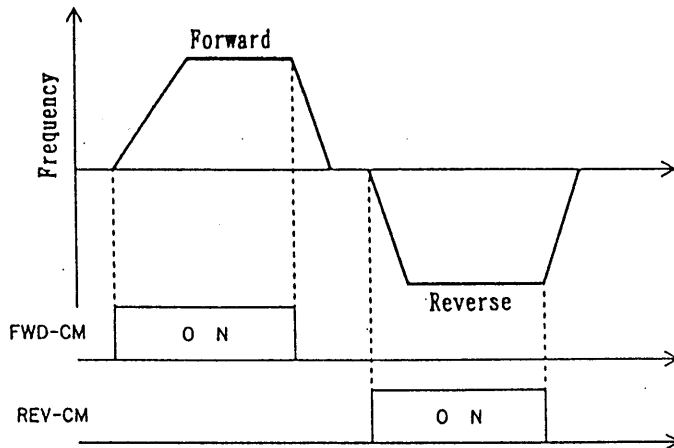 Forward
Frequency
Reverse
FWD-CM
O N
REV-CM
O N